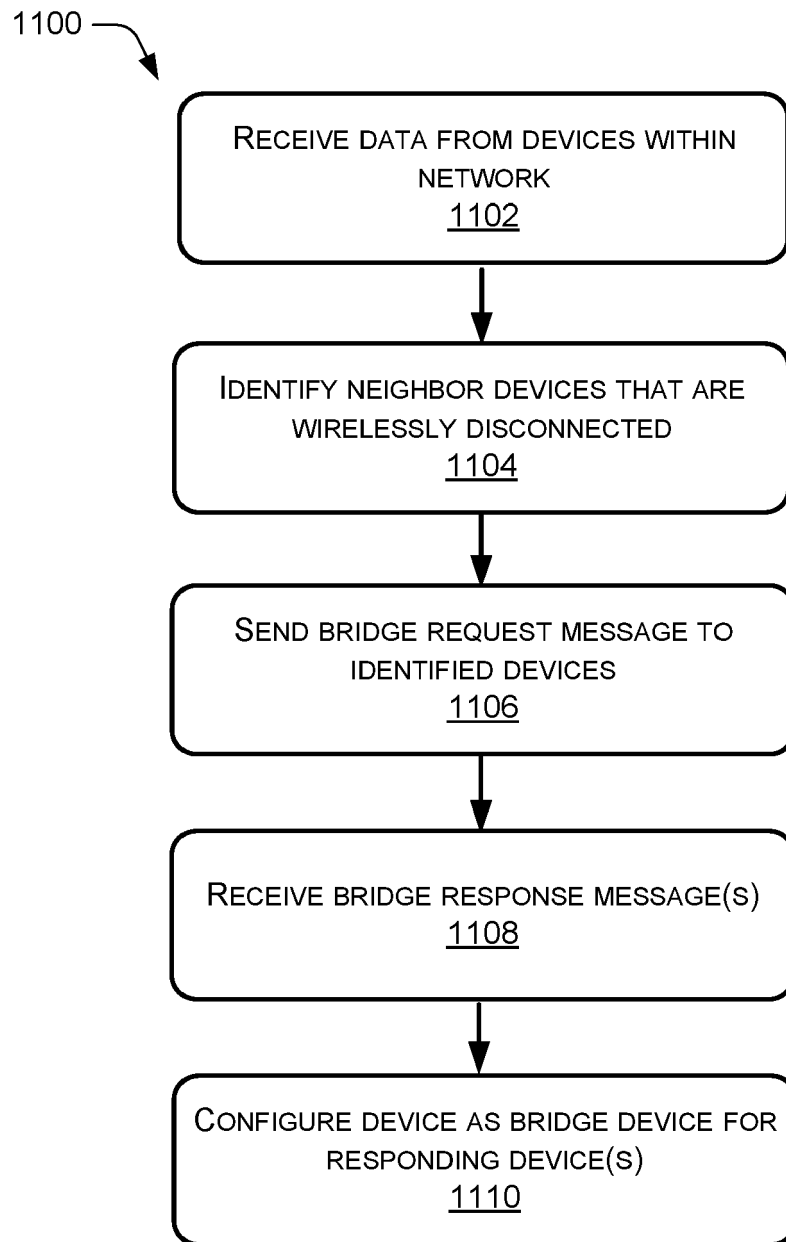 1100
RECEIVE DATA FROM DEVICES WITHIN
NETWORK
1102
IDENTIFY NEIGHBOR DEVICES THAT ARE
WIRELESSLY DISCONNECTED
1104
SEND BRIDGE REQUEST MESSAGE TO
IDENTIFIED DEVICES
1106
RECEIVE BRIDGE RESPONSE MESSAGE(S)
1108
CONFIGURE DEVICE AS BRIDGE DEVICE FOR
RESPONDING DEVICE(S)
1110